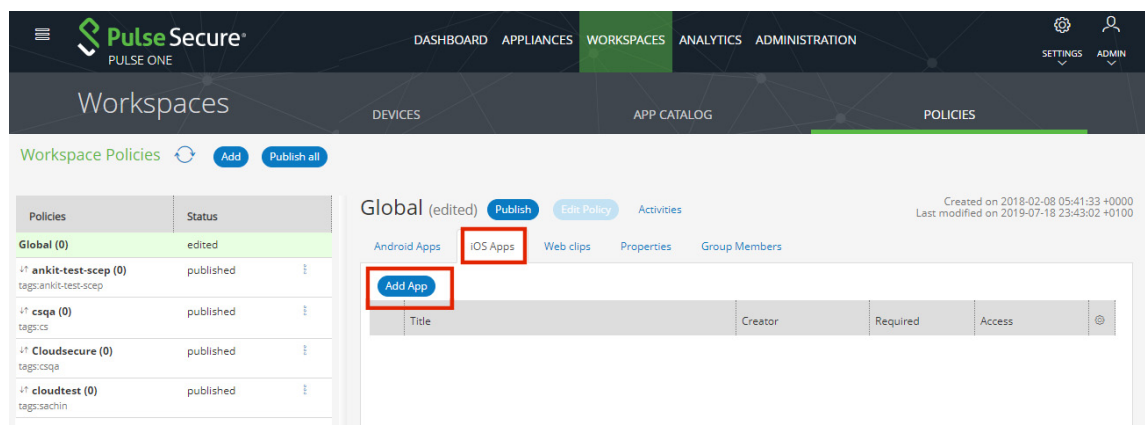 Pulse Secure®
PULSE ONE
DASHBOARD APPLIANCES WORKSPACES ANALYTICS ADMINISTRATION
SETTINGS ADMIN
Workspaces
DEVICES APP CATALOG POLICIES
Workspace Policies Add Publish all
Global (edited) Publish Edit Policy Activities
Created on 2018-02-08 05:41:33 +0000
Last modified on 2019-07-18 23:43:02 +0100
Policies Status
Global (0) edited
ankit-test-scep (0) published
tags:ankit-test-scep
csqa (0) published
tags:cs
Cloudsecure (0) published
tags:csqa
cloudtest (0) published
tags:sachin
Android Apps iOS Apps Web clips Properties Group Members
Add App
Title Creator Required Access